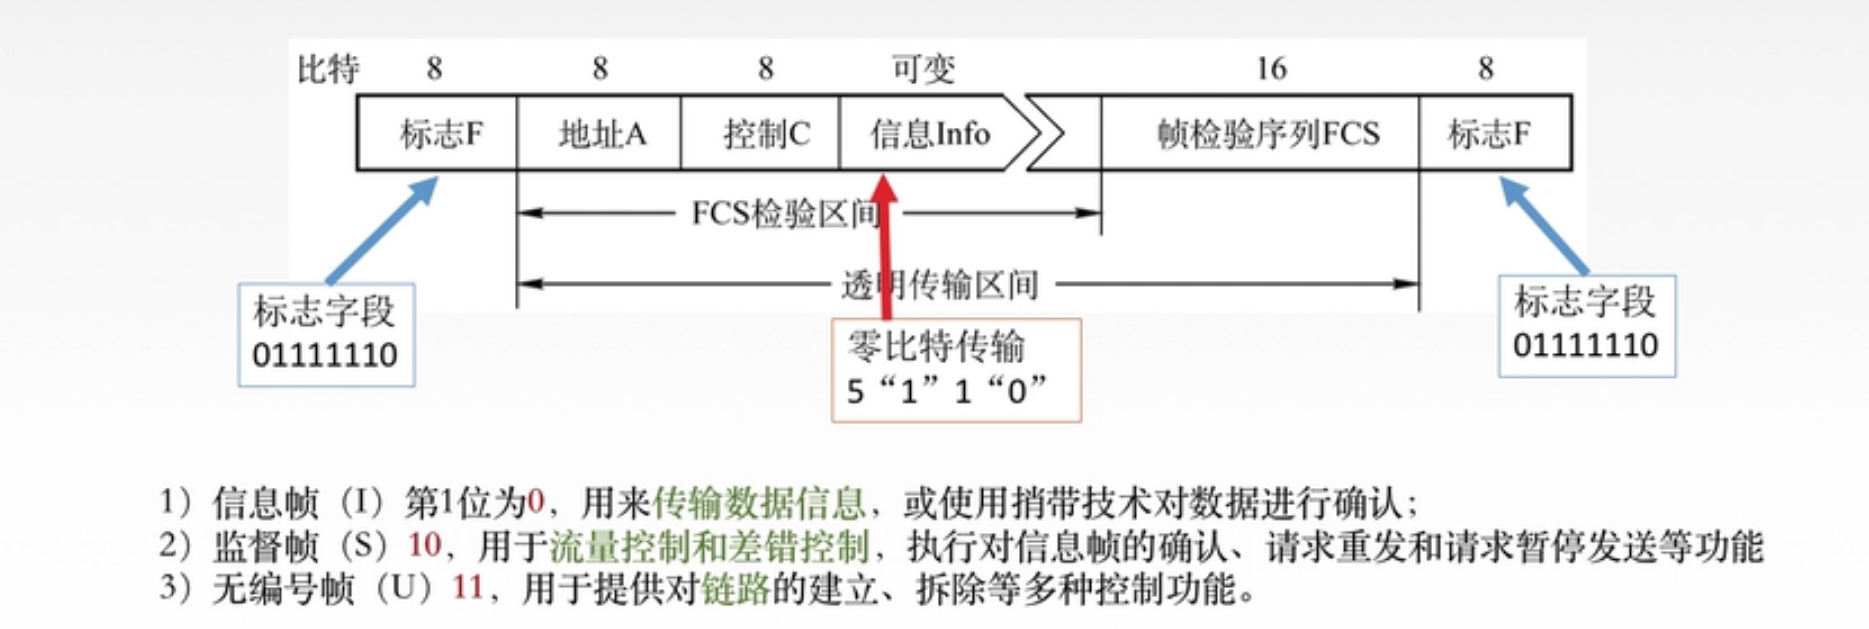 比特 8 8 8 可变 16 8
标志F 地址A 控制C 信息Info 帧检验序列FCS 标志F
FCS检验区间
透明传输区间
标志字段
01111110
零比特传输
5“1”1“0”
标志字段
01111110
1）信息帧（I）第1位为0，用来传输数据信息，或使用捎带技术对数据进行确认；
2）监督帧（S）10，用于流量控制和差错控制，执行对信息帧的确认、请求重发和请求暂停发送等功能
3）无编号帧（U）11，用于提供对链路的建立、拆除等多种控制功能。